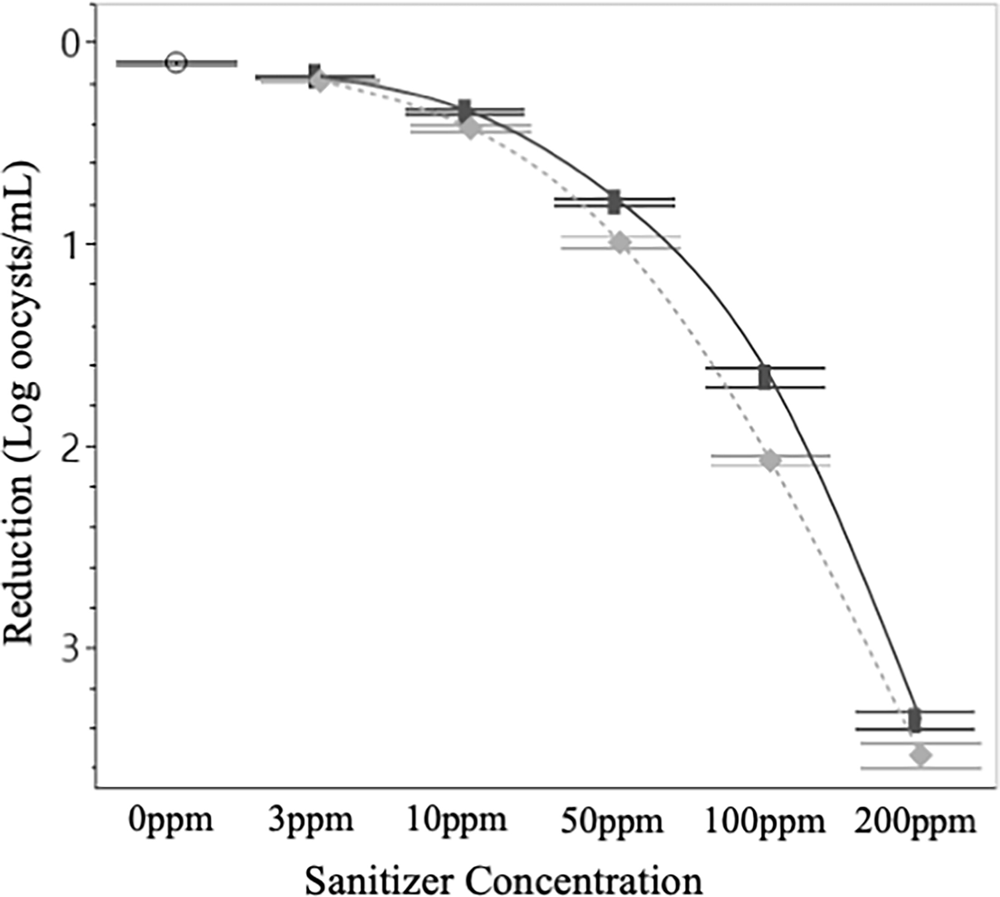 Reduction (Log oocysts/mL)
0
1
2
3
0ppm 3ppm 10ppm 50ppm 100ppm 200ppm
Sanitizer Concentration